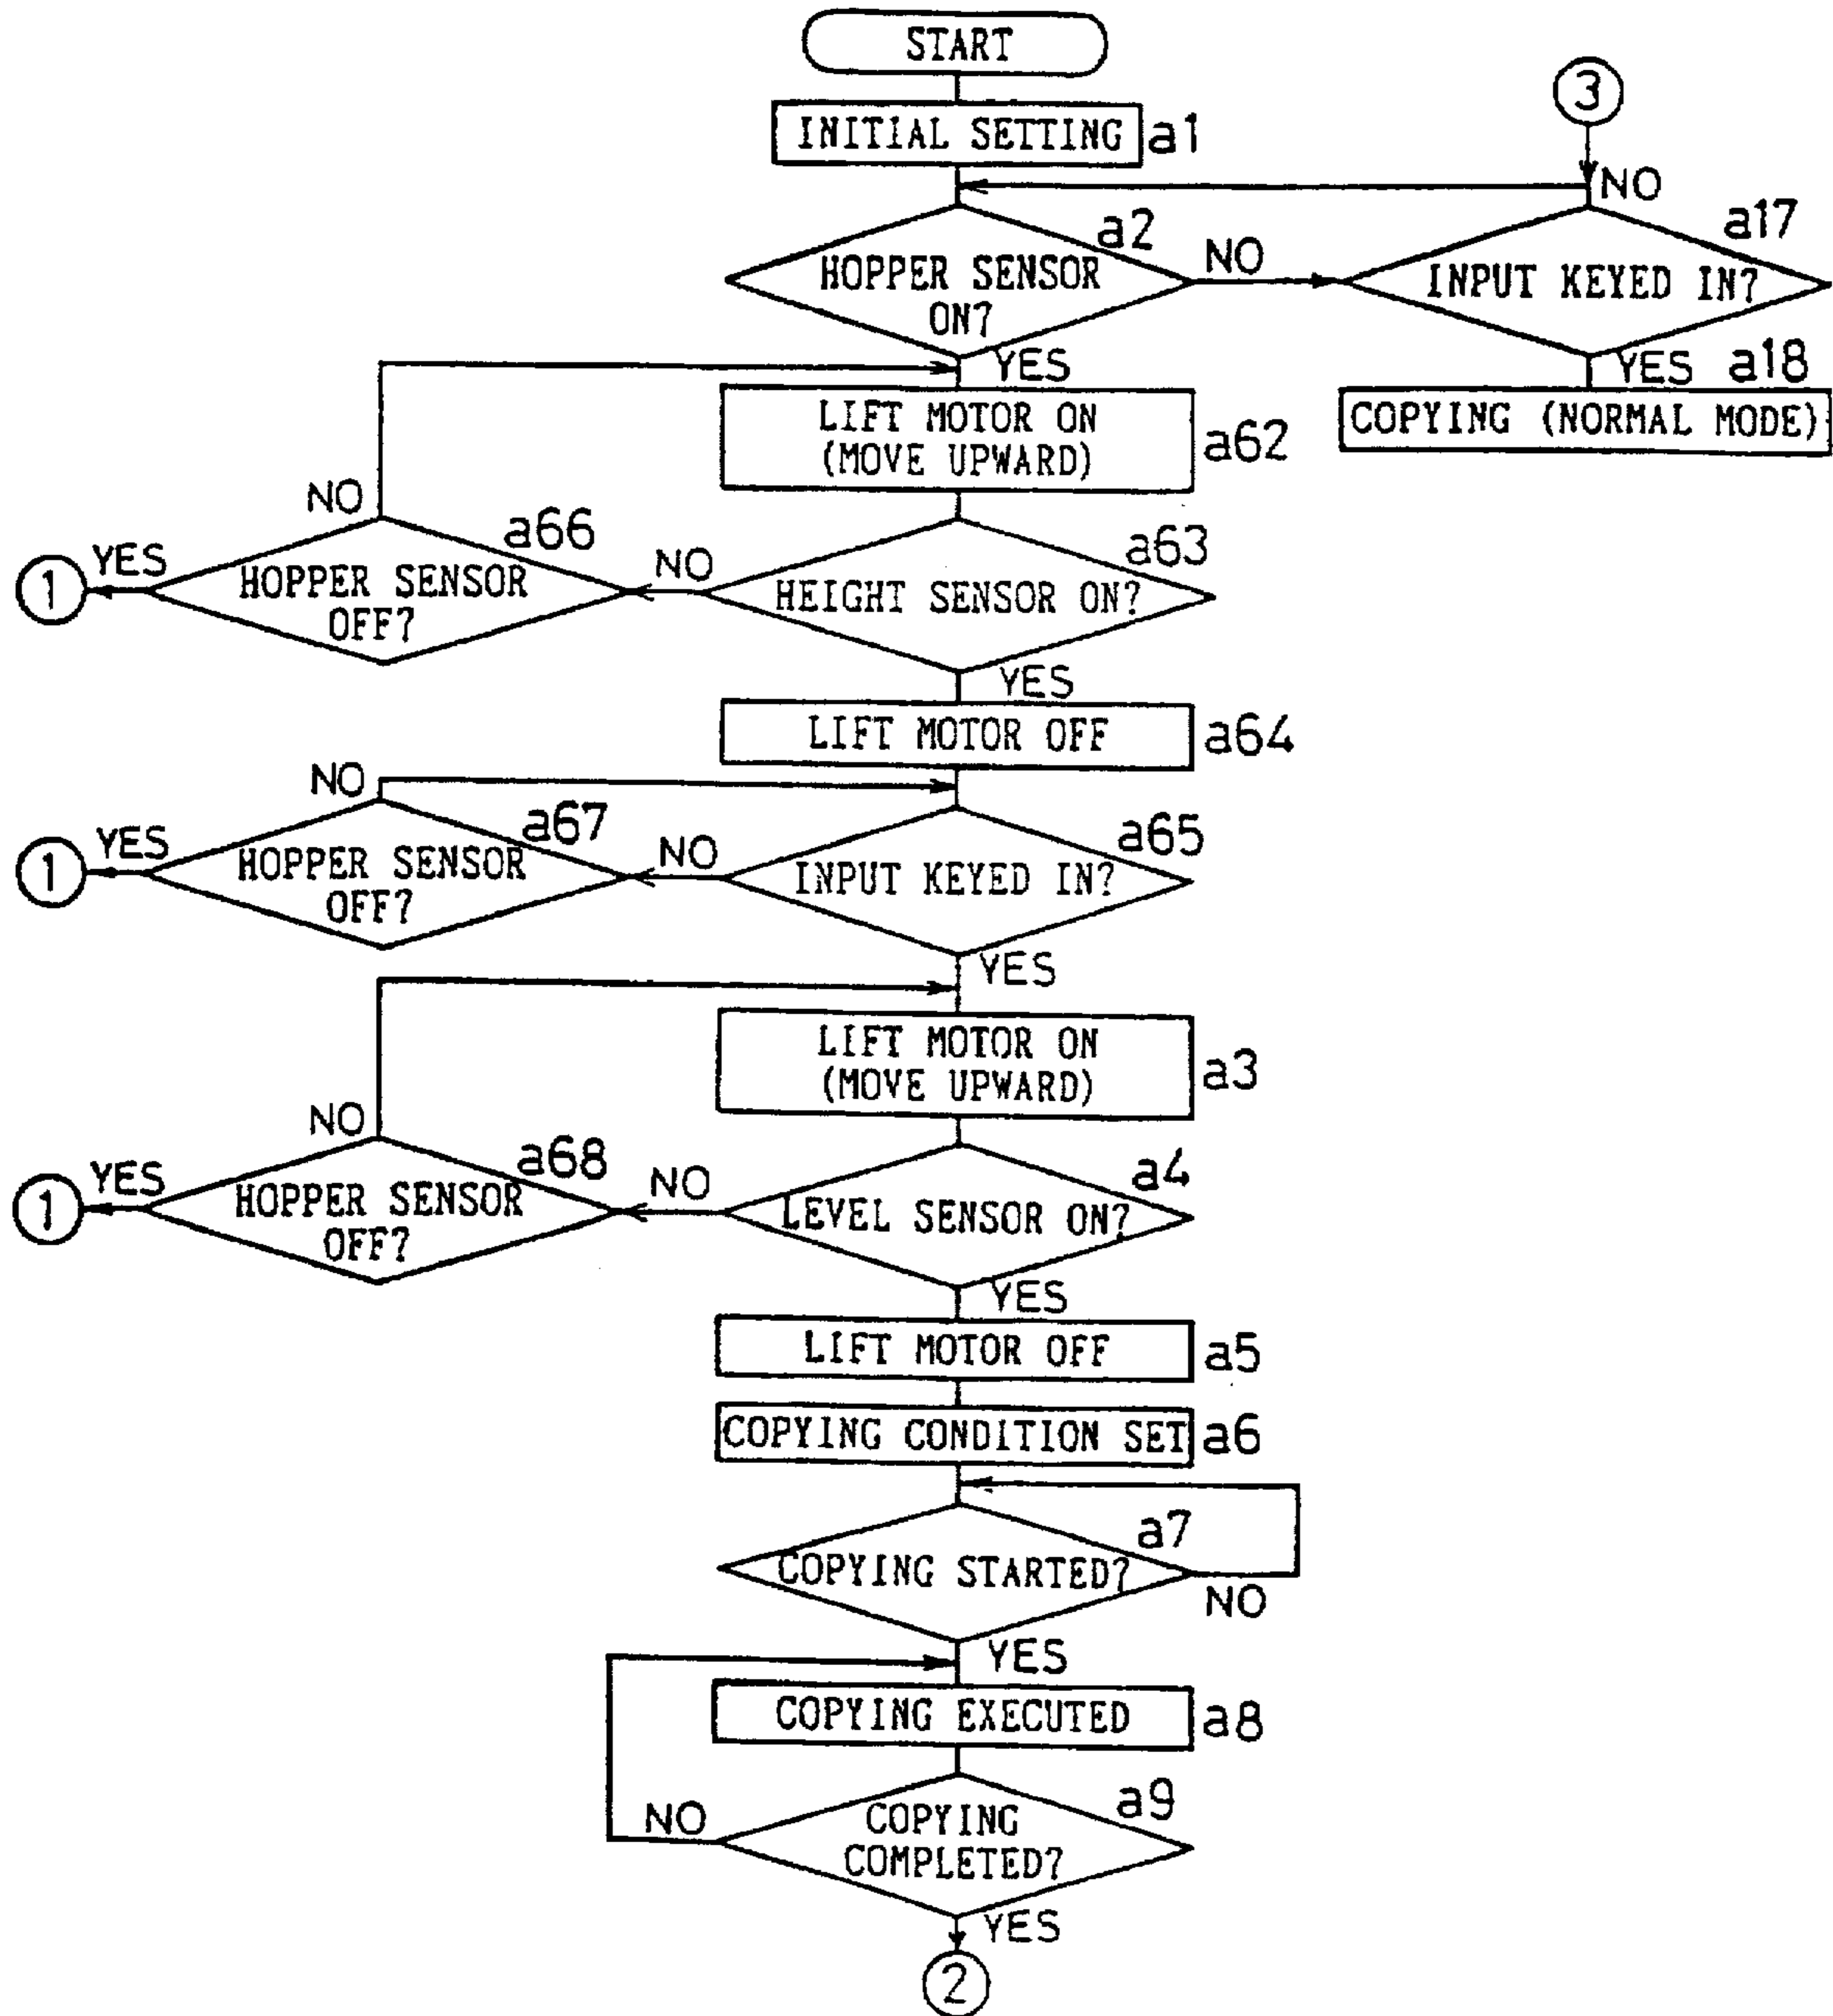 START
3
INITIAL SETTING
a1
NO
a2
HOPPER SENSOR
ON?
NO
a17
INPUT KEYED IN?
YES
YES
a18
LIFT MOTOR ON
(MOVE UPWARD)
a62
COPYING (NORMAL MODE)
NO
a66
a63
1
YES
HOPPER SENSOR
OFF?
NO
HEIGHT SENSOR ON?
YES
LIFT MOTOR OFF
a64
NO
a67
a65
1
YES
HOPPER SENSOR
OFF?
NO
INPUT KEYED IN?
YES
LIFT MOTOR ON
(MOVE UPWARD)
a3
NO
a68
a4
1
YES
HOPPER SENSOR
OFF?
NO
LEVEL SENSOR ON?
YES
LIFT MOTOR OFF
a5
COPYING CONDITION SET
a6
a7
COPYING STARTED?
NO
YES
COPYING EXECUTED
a8
a9
NO
COPYING
COMPLETED?
YES
2